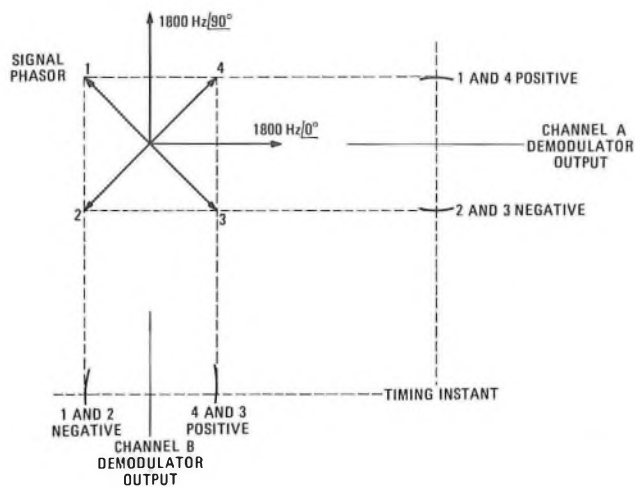 1800 Hz/90°
SIGNAL
PHASOR
1
4
1 AND 4 POSITIVE
1800 Hz/0°
CHANNEL A
DEMODULATOR
OUTPUT
2
3
2 AND 3 NEGATIVE
TIMING INSTANT
1 AND 2
NEGATIVE
4 AND 3
POSITIVE
CHANNEL B
DEMODULATOR
OUTPUT